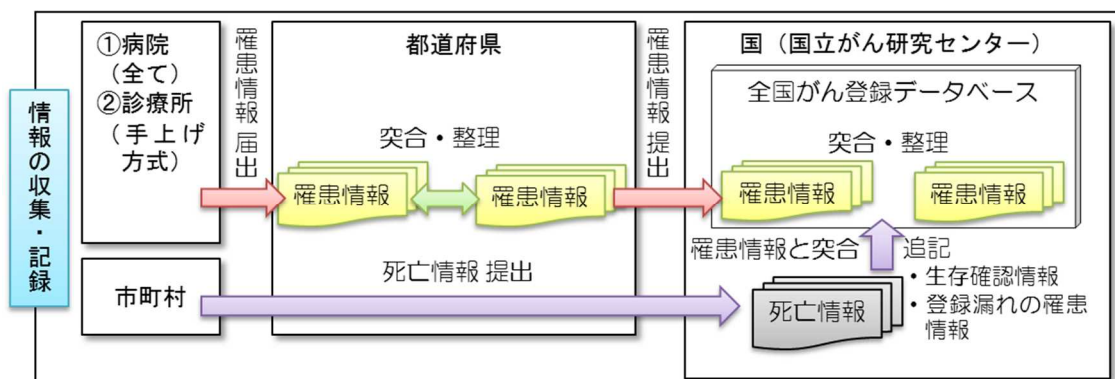 情報の収集・記録
①病院
（全て）
②診療所
（手上げ
方式）
市町村
罹患情報 届出
都道府県
突合・整理
罹患情報
罹患情報
死亡情報 提出
罹患情報 提出
国（国立がん研究センター）
全国がん登録データベース
突合・整理
罹患情報
罹患情報
罹患情報と突合
追記
・生存確認情報
・登録漏れの罹患
情報
死亡情報